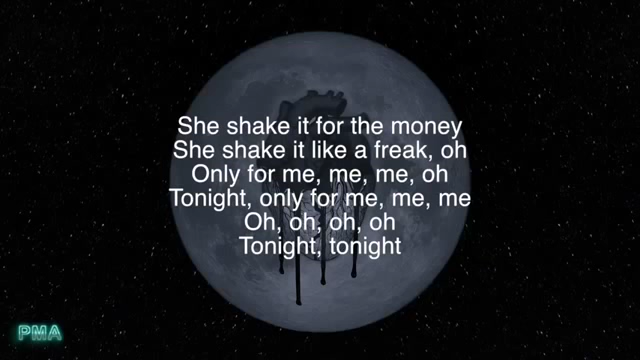 She shake it for the money
She shake it like a freak, oh
Only for me, me, me, oh
Tonight, only for me, me, me
Oh, oh, oh, oh
Tonight, tonight
PMA